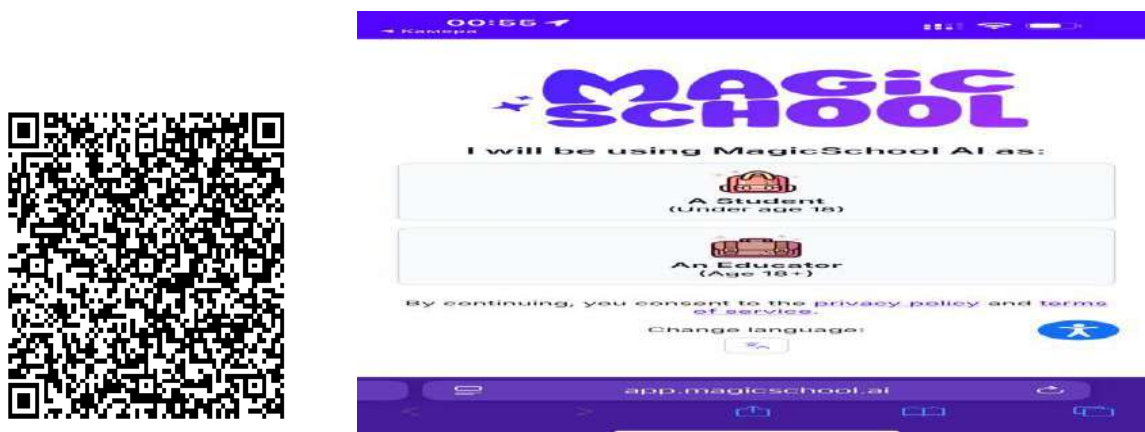 00:55
◂ Камера
MAGIC
SCHOOL
I will be using MagicSchool AI as:
A Student
(Under age 18)
An Educator
(Age 18+)
By continuing, you consent to the privacy policy and terms
of service.
Change language:
app.magicschool.ai